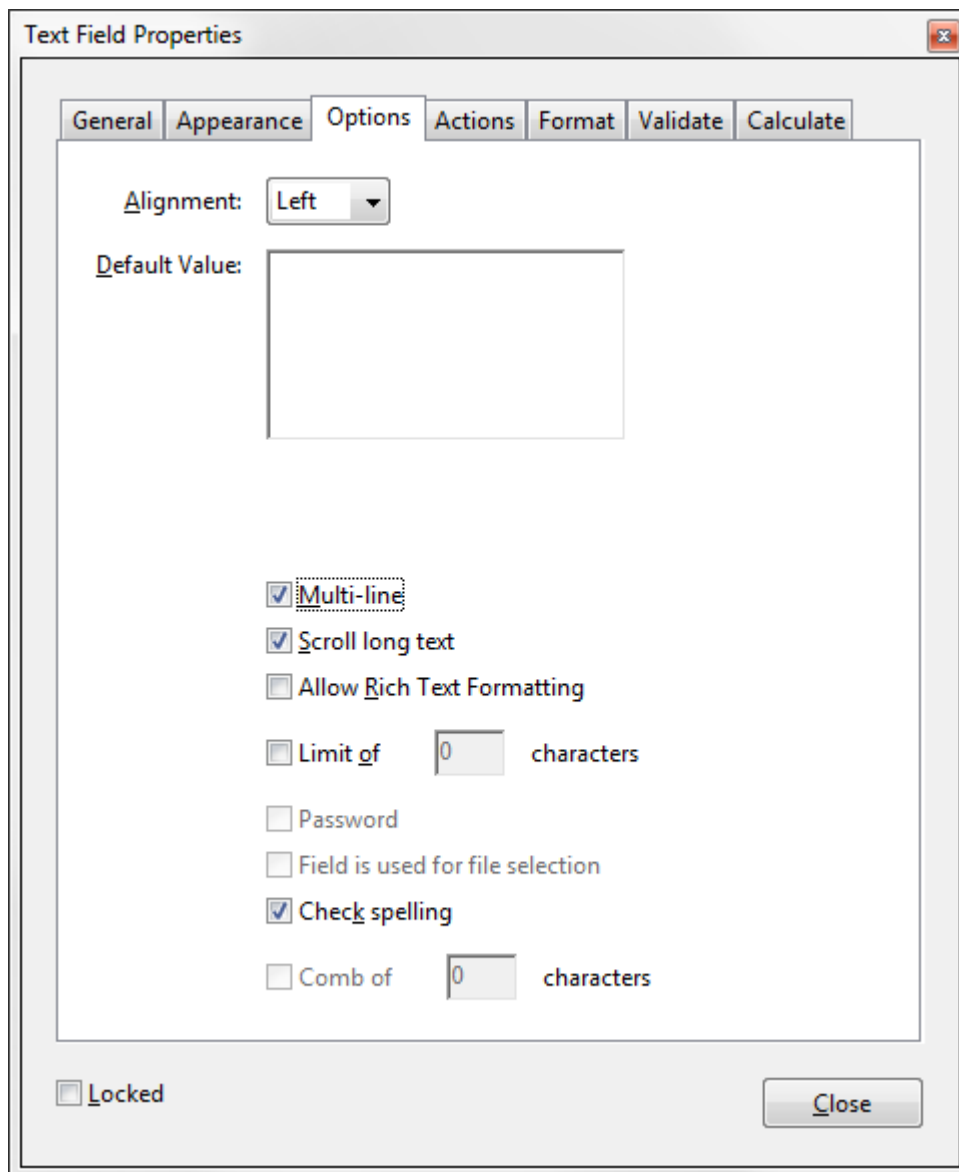 Text Field Properties
General Appearance Options Actions Format Validate Calculate
Alignment: Left
Default Value:
Multi-line
Scroll long text
Allow Rich Text Formatting
Limit of 0 characters
Password
Field is used for file selection
Check spelling
Comb of 0 characters
Locked
Close